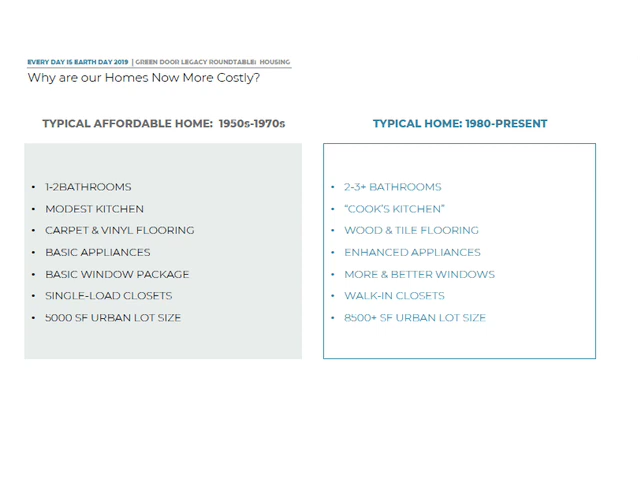 EVERY DAY IS EARTH DAY 2019 | GREEN DOOR LEGACY ROUNDTABLE: HOUSING
Why are our Homes Now More Costly?
TYPICAL AFFORDABLE HOME: 1950s-1970s
• 1-2BATHROOMS
• MODEST KITCHEN
• CARPET & VINYL FLOORING
• BASIC APPLIANCES
• BASIC WINDOW PACKAGE
• SINGLE-LOAD CLOSETS
• 5000 SF URBAN LOT SIZE
TYPICAL HOME: 1980-PRESENT
• 2-3+ BATHROOMS
• “COOK’S KITCHEN”
• WOOD & TILE FLOORING
• ENHANCED APPLIANCES
• MORE & BETTER WINDOWS
• WALK-IN CLOSETS
• 8500+ SF URBAN LOT SIZE